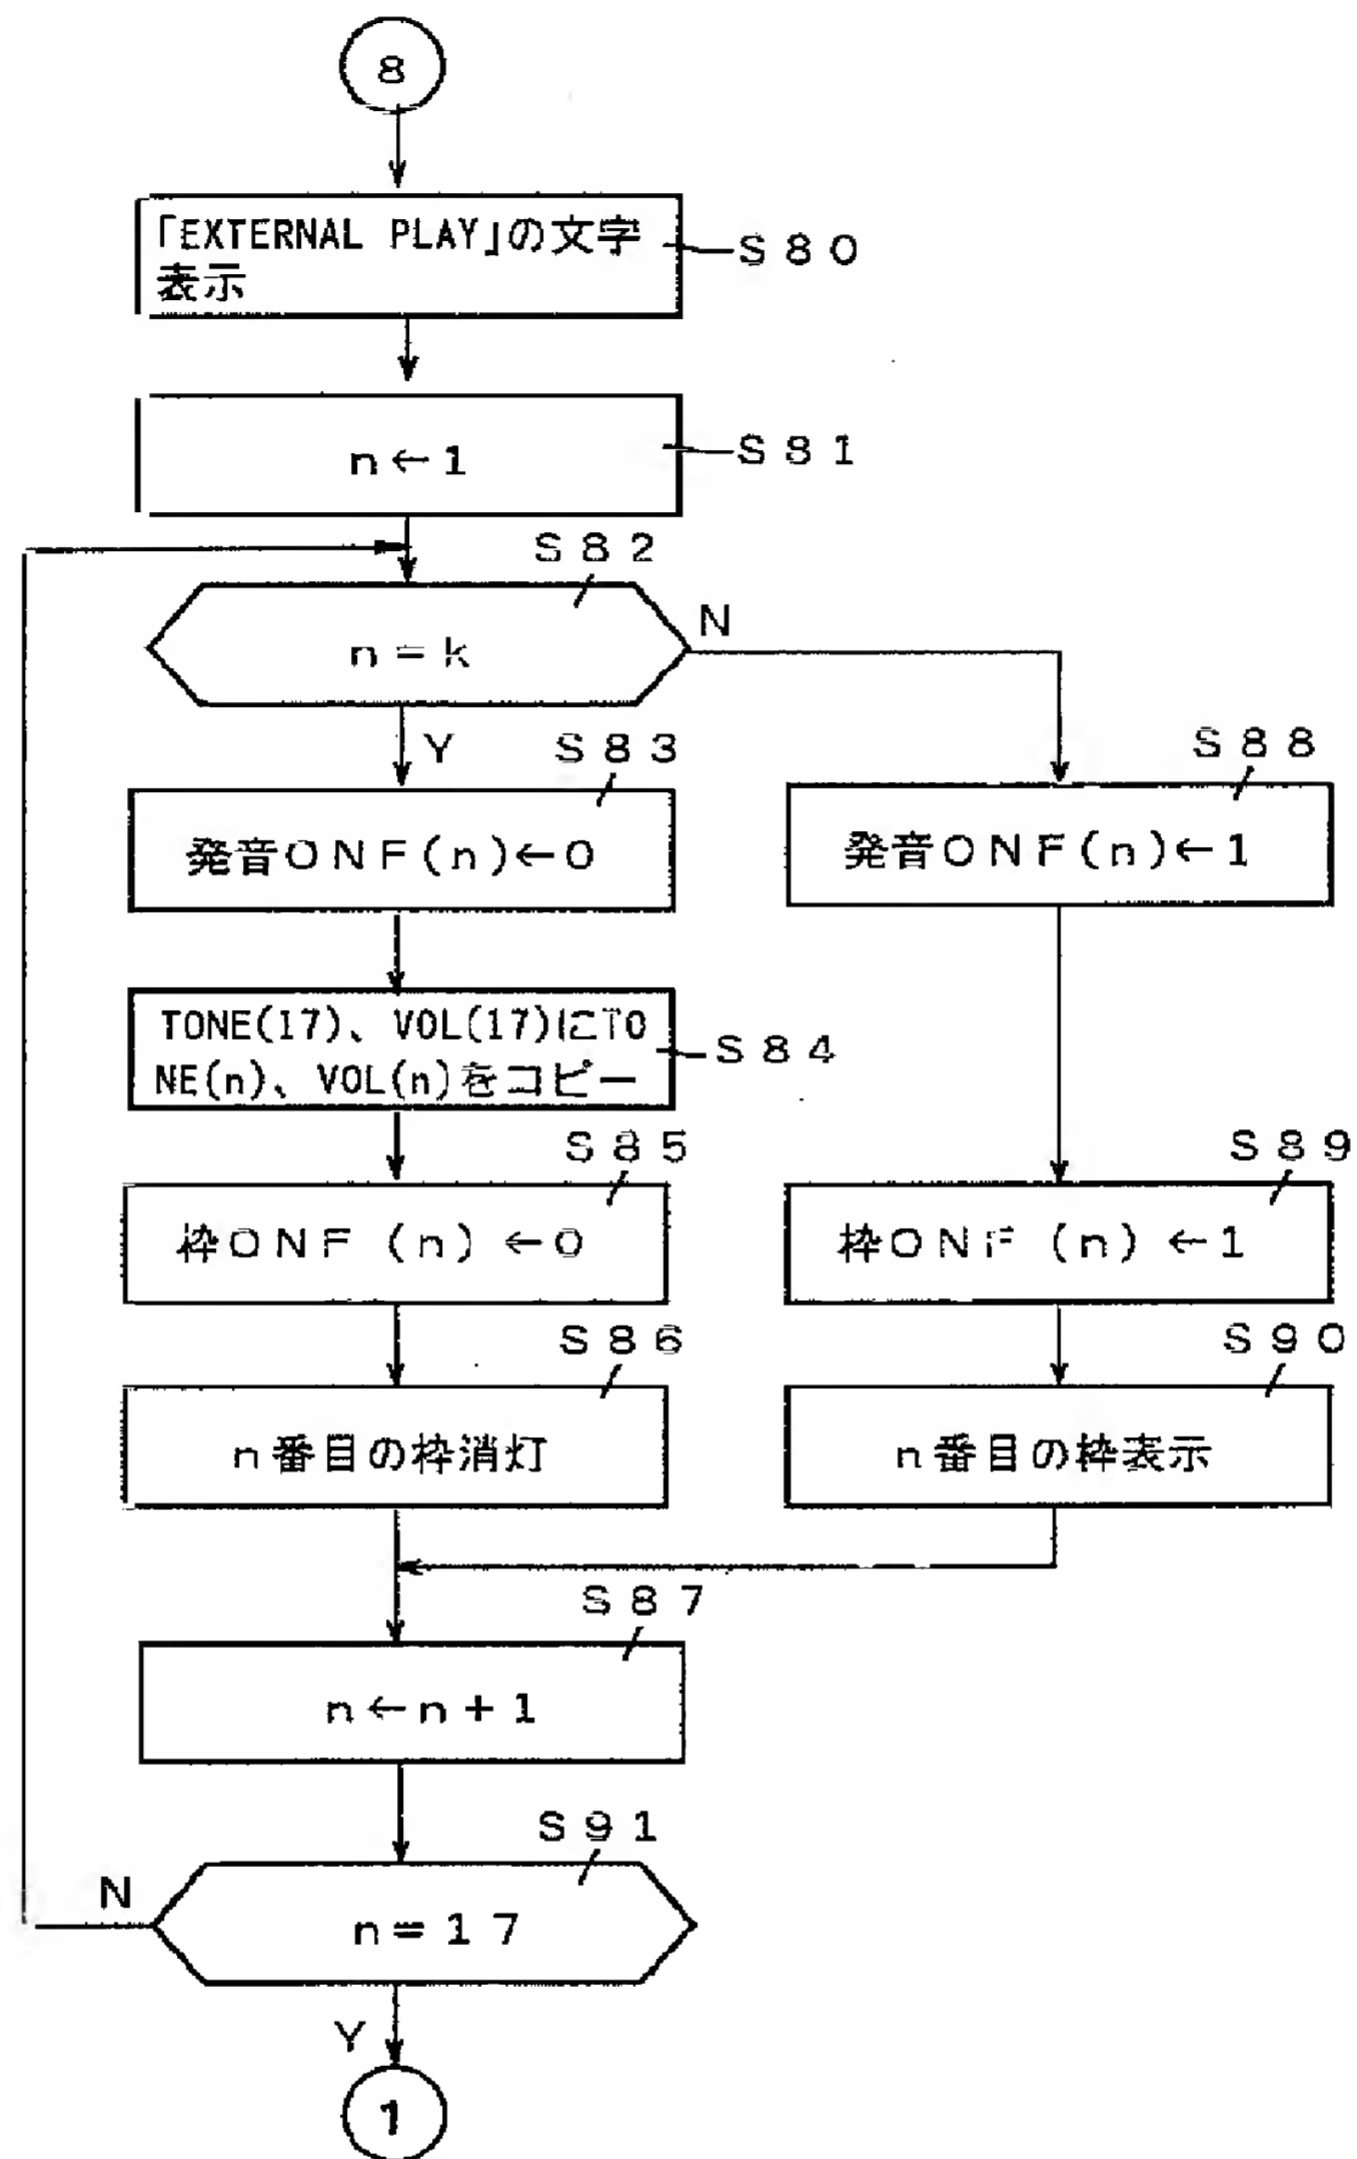 8
「EXTERNAL PLAY」の文字
表示
S80
n←1
S81
S82
n=k
N
Y
S83
発音ONF(n)←0
S88
発音ONF(n)←1
TONE(17)、VOL(17)にTO
NE(n)、VOL(n)をコピー
S84
S85
枠ONF(n)←0
S89
枠ONF(n)←1
S86
n番目の枠消灯
S90
n番目の枠表示
S87
n←n+1
S91
n=17
N
Y
1